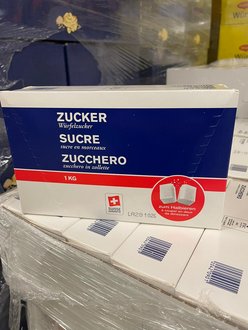 ZUCKER
Würfelzucker
SUCRE
sucre en morceaux
ZUCCHERO
zucchero in zollette
1 KG
zum Halbieren